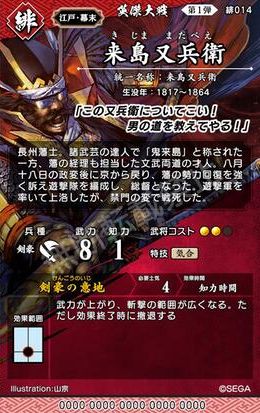 緋
江戸・幕末
英傑大戦
第1弾
緋014
きじま またべえ
来島又兵衛
統一名称：来島又兵衛
生没年：1817〜1864
「この又兵衛についてこい！
男の道を教えてやる！！」
長州藩士。諸武芸の達人で「鬼来島」と称された
一方、藩の経理も担当した文武両道の才人。八月
十八日の政変後に京から戻り、藩の勢力回復を強
く訴え遊撃隊を編成し、総督となった。遊撃軍を
率いて上洛したが、禁門の変で戦死した。
兵種 武力 知力 武将コスト
剣豪 8 1 特技 気合
けんごうのいじ
剣豪の意地
必要士気 4
効果時間 知力時間
効果範囲
武力が上がり、斬撃の範囲が広くなる。た
だし効果終了時に撤退する
Illustration:山宗
©SEGA
0000-0000-0000-0000-0000